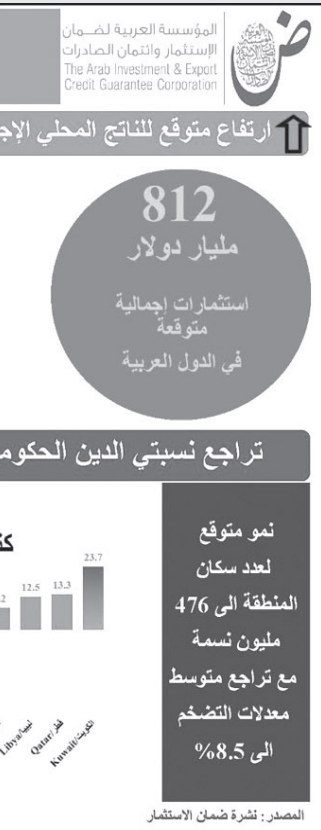 المؤسسة العربية لضمان
الإستثمار وائتمان الصادرات
The Arab Investment & Export
Credit Guarantee Corporation
ارتفاع متوقع للناتج المحلي الإج
812
مليار دولار
استثمارات إجمالية
متوقعة
في الدول العربية
تراجع نسبتي الدين الحكوم
نمو متوقع
لعدد سكان
المنطقة الى 476
مليون نسمة
مع تراجع متوسط
معدلات التضخم
الى 8.5%
23.7
13.3
12.5
ليبيا/Libya
قطر/Qatar
الكويت/Kuwait
المصدر : نشرة ضمان الاستثمار